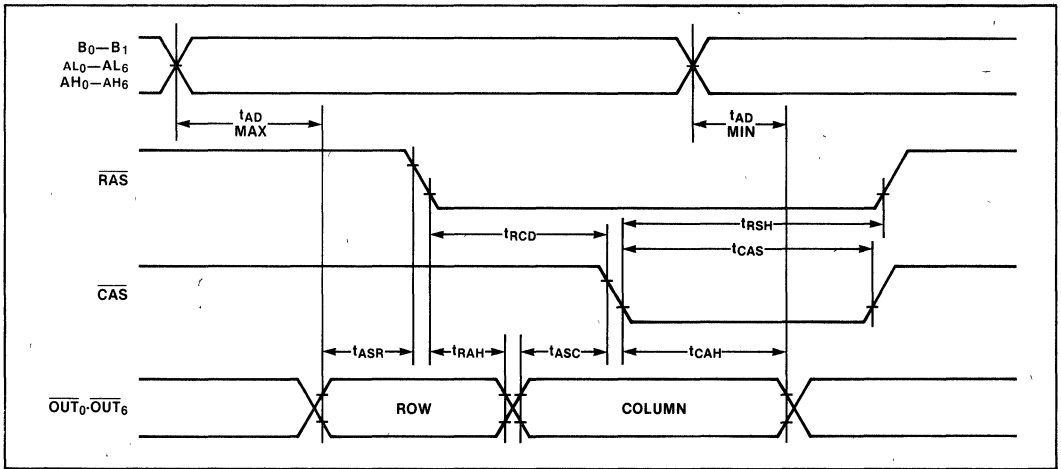 B₀—B₁
AL₀—AL₆
AH₀—AH₆
tAD
MAX
tAD
MIN
RAS
tRSH
tRCD
tCAS
CAS
tASR
tRAH
tASC
tCAH
OUT₀-OUT₆
ROW
COLUMN